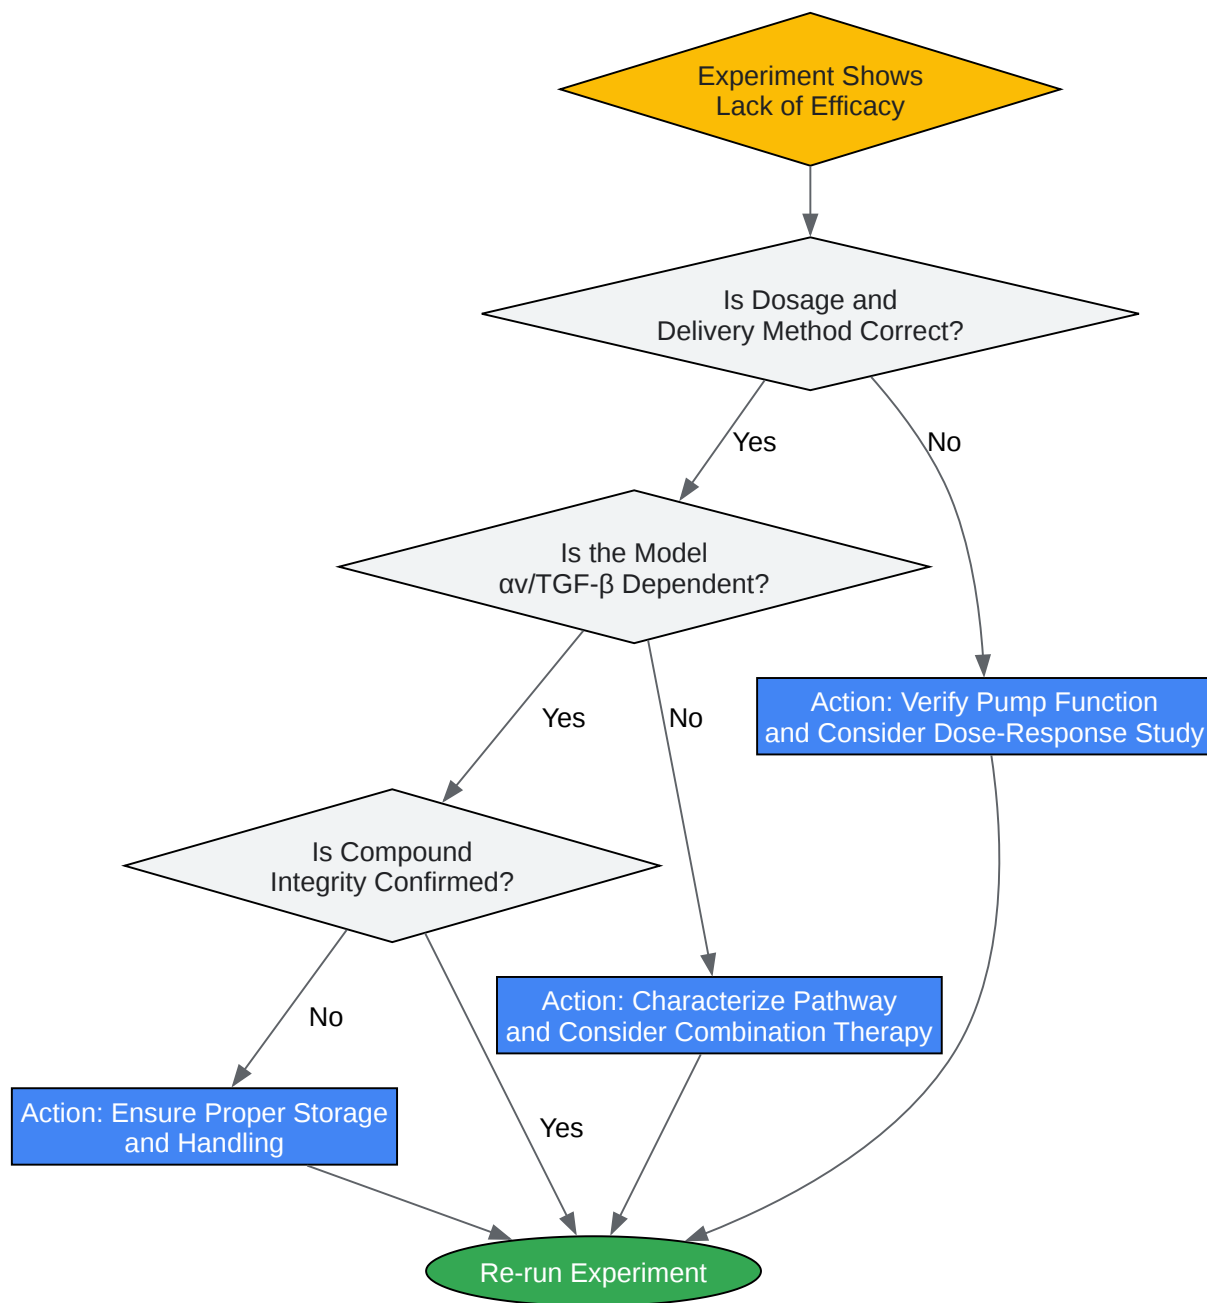 Experiment Shows
Lack of Efficacy
Is Dosage and
Delivery Method Correct?
Yes
No
Is the Model
αv/TGF-β Dependent?
Action: Verify Pump Function
and Consider Dose-Response Study
Yes
No
Is Compound
Integrity Confirmed?
Action: Characterize Pathway
and Consider Combination Therapy
No
Yes
Action: Ensure Proper Storage
and Handling
Re-run Experiment